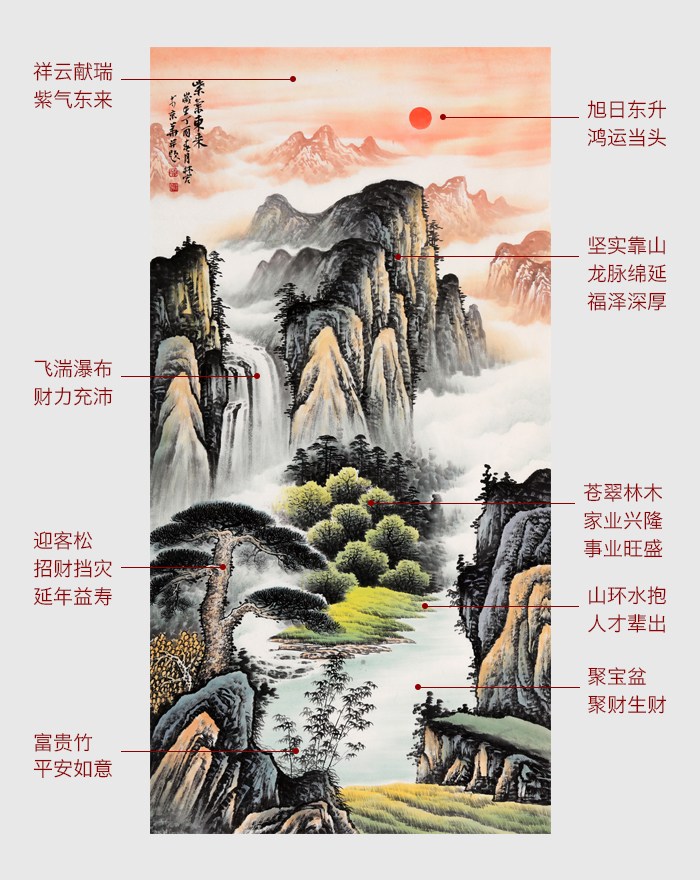 祥云献瑞
紫气东来
紫氣東来
旭日东升
鸿运当头
坚实靠山
龙脉绵延
福泽深厚
飞湍瀑布
财力充沛
苍翠林木
家业兴隆
事业旺盛
迎客松
招财挡灾
延年益寿
山环水抱
人才辈出
聚宝盆
聚财生财
富贵竹
平安如意